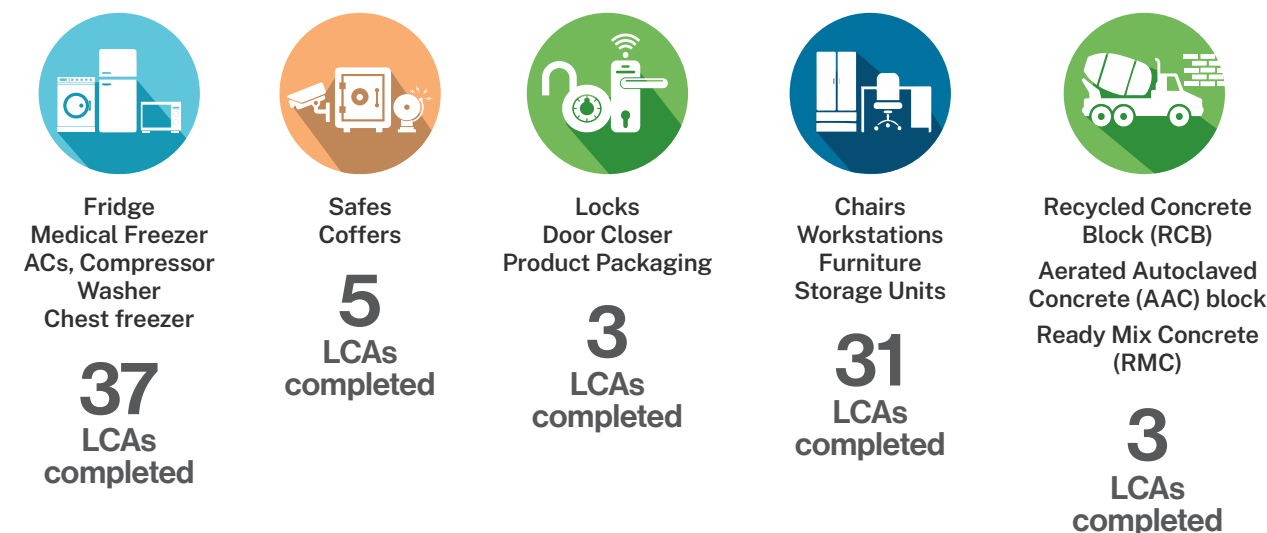 Fridge
Medical Freezer
ACs, Compressor
Washer
Chest freezer
37
LCAs
completed
Safes
Coffers
5
LCAs
completed
Locks
Door Closer
Product Packaging
3
LCAs
completed
Chairs
Workstations
Furniture
Storage Units
31
LCAs
completed
Recycled Concrete
Block (RCB)
Aerated Autoclaved
Concrete (AAC) block
Ready Mix Concrete
(RMC)
3
LCAs
completed